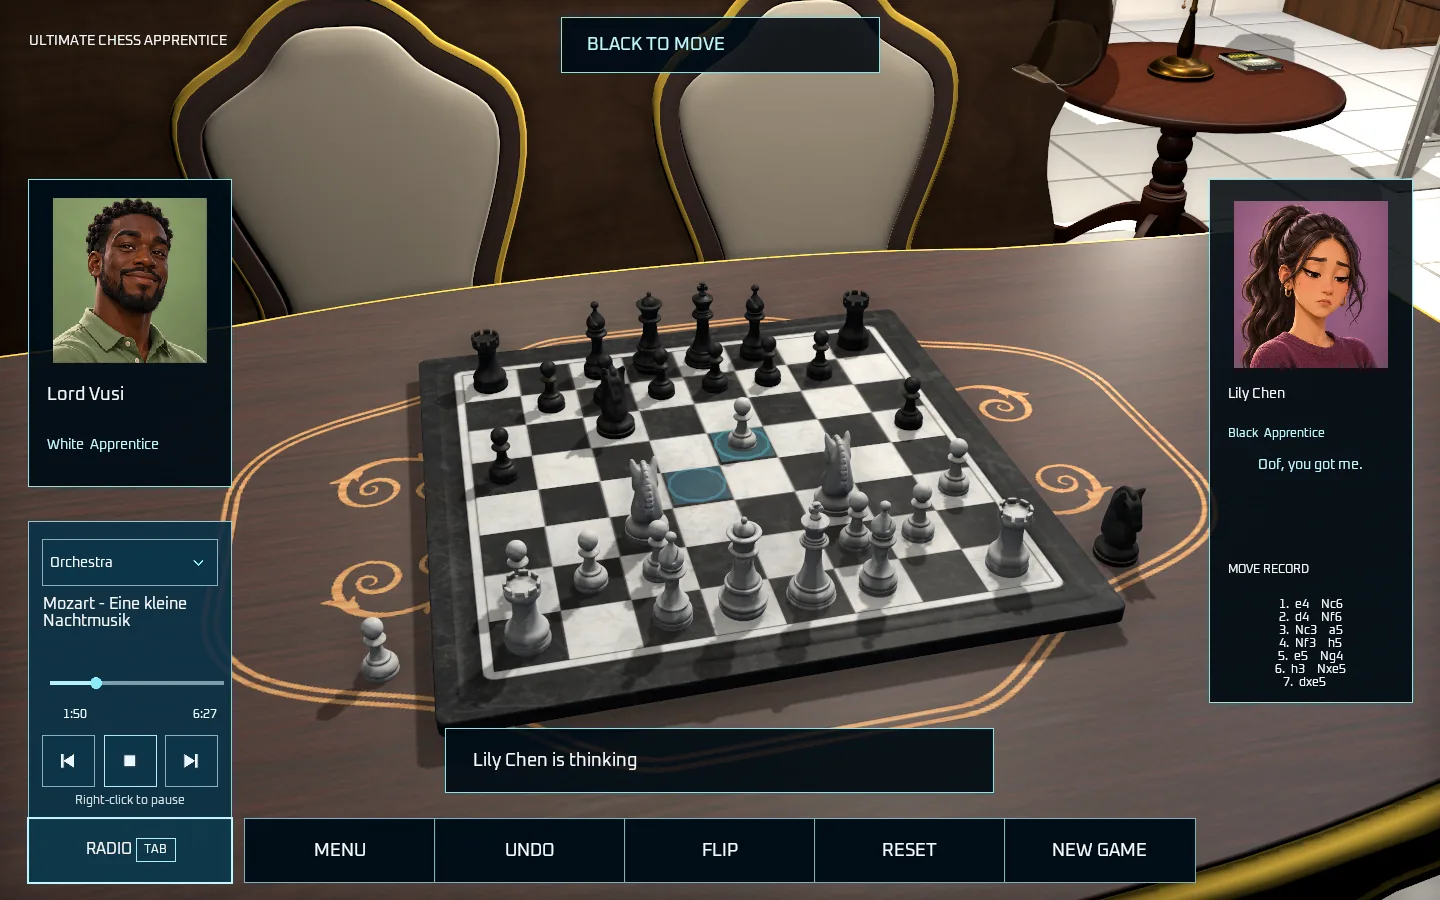 ULTIMATE CHESS APPRENTICE
BLACK TO MOVE
Lord Vusi
White Apprentice
Lily Chen
Black Apprentice
Oof, you got me.
MOVE RECORD
1. e4 Nc6
2. d4 Nf6
3. Nc3 a5
4. Nf3 h5
5. e5 Ng4
6. h3 Nxe5
7. dxe5
Orchestra
Mozart - Eine kleine
Nachtmusik
1:50 6:27
Right-click to pause
Lily Chen is thinking
RADIO TAB
MENU
UNDO
FLIP
RESET
NEW GAME